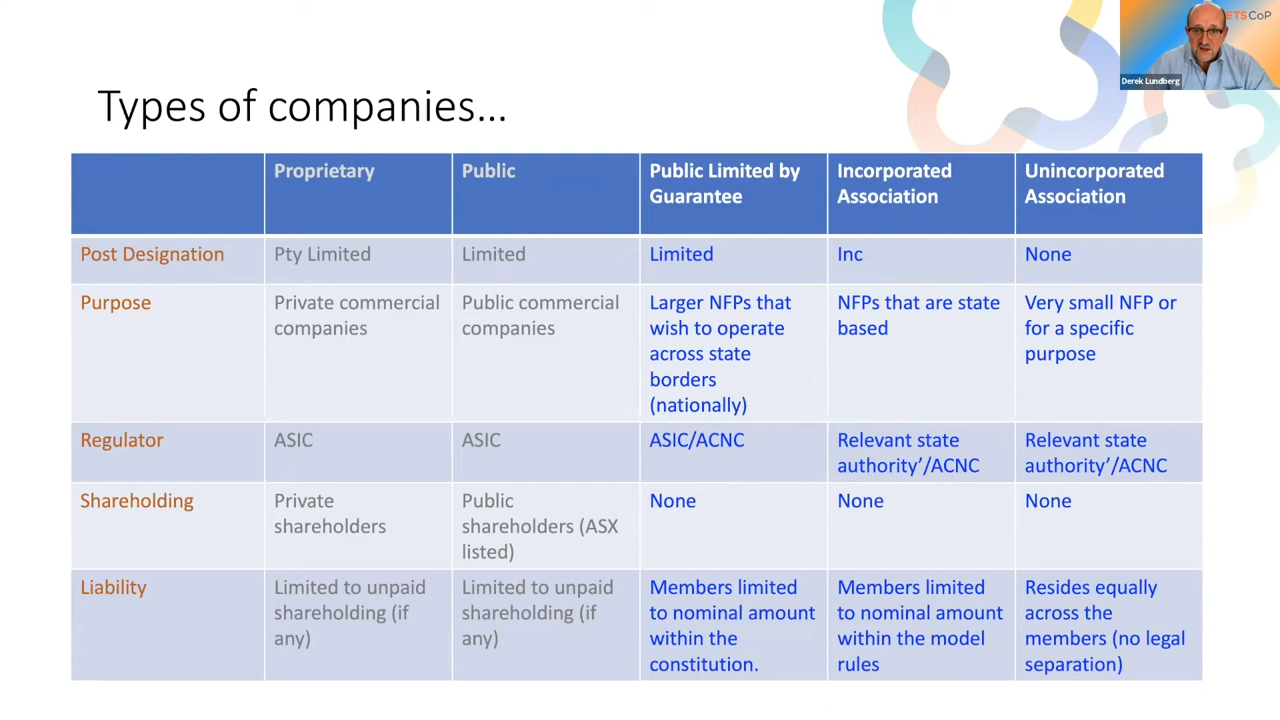 ETSCoP
Derek Lundberg
Types of companies...
Proprietary
Public
Public Limited by
Guarantee
Incorporated
Association
Unincorporated
Association
Post Designation
Pty Limited
Limited
Limited
Inc
None
Purpose
Private commercial
companies
Public commercial
companies
Larger NFPs that
wish to operate
across state
borders
(nationally)
NFPs that are state
based
Very small NFP or
for a specific
purpose
Regulator
ASIC
ASIC
ASIC/ACNC
Relevant state
authority'/ACNC
Relevant state
authority'/ACNC
Shareholding
Private
shareholders
Public
shareholders (ASX
listed)
None
None
None
Liability
Limited to unpaid
shareholding (if
any)
Limited to unpaid
shareholding (if
any)
Members limited
to nominal amount
within the
constitution.
Members limited
to nominal amount
within the model
rules
Resides equally
across the
members (no legal
separation)